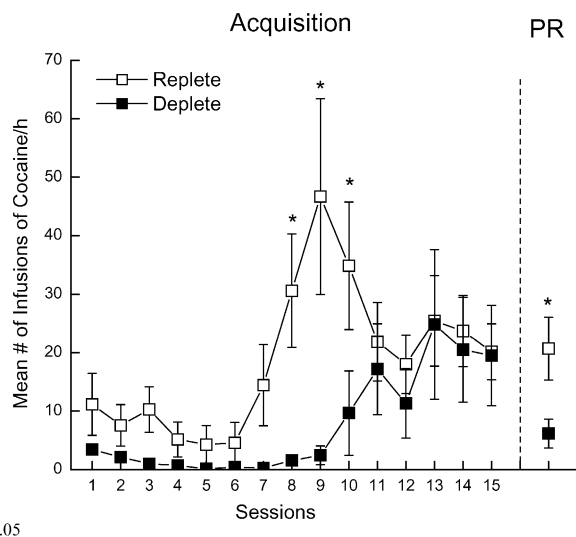 Acquisition
PR
70
60
50
40
30
20
10
0
Mean # of Infusions of Cocaine/h
Replete
Deplete
*
*
*
*
1 2 3 4 5 6 7 8 9 10 11 12 13 14 15
Sessions
.05